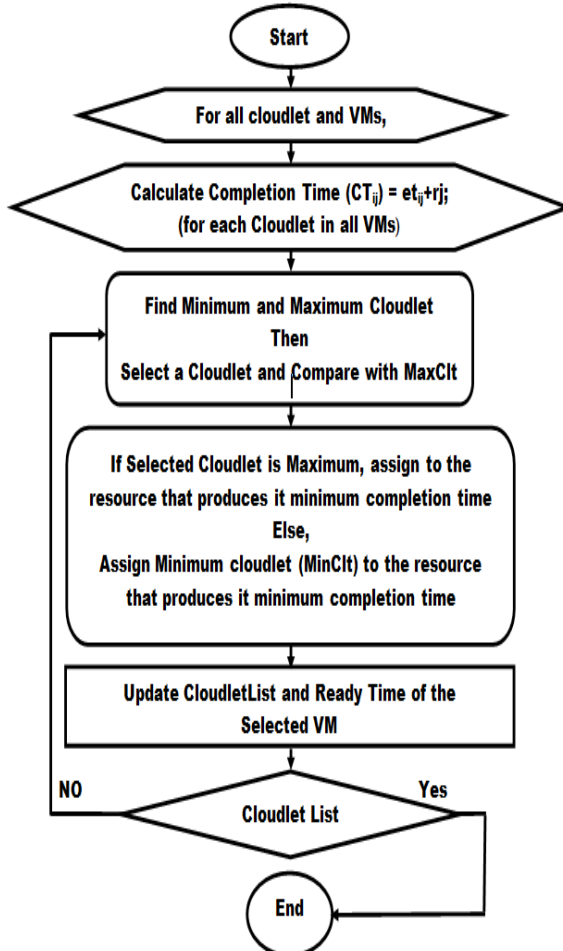 Start
For all cloudlet and VMs,
Calculate Completion Time (CTij) = etij+rj;
(for each Cloudlet in all VMs)
Find Minimum and Maximum Cloudlet
Then
Select a Cloudlet and Compare with MaxClt
If Selected Cloudlet is Maximum, assign to the
resource that produces it minimum completion time
Else,
Assign Minimum cloudlet (MinClt) to the resource
that produces it minimum completion time
Update CloudletList and Ready Time of the
Selected VM
NO
Yes
Cloudlet List
End